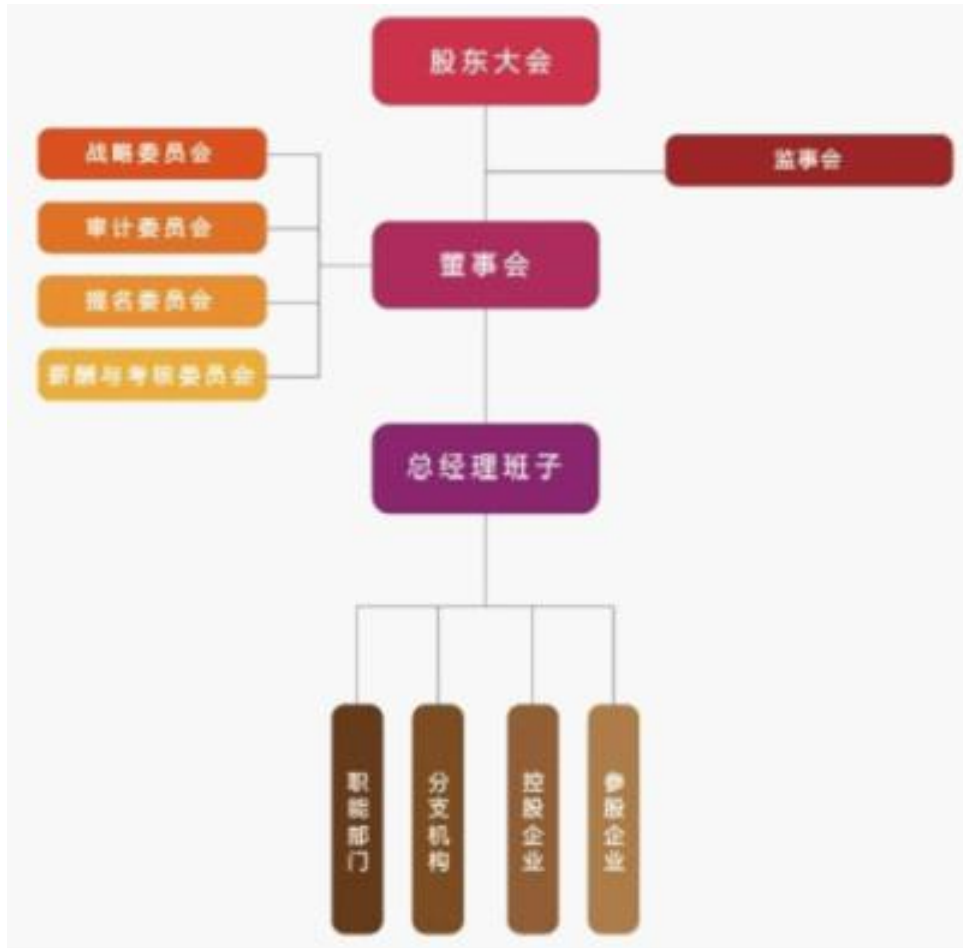 股东大会
战略委员会
监事会
审计委员会
董事会
提名委员会
薪酬与考核委员会
总经理班子
职能部门
分支机构
控股企业
参股企业